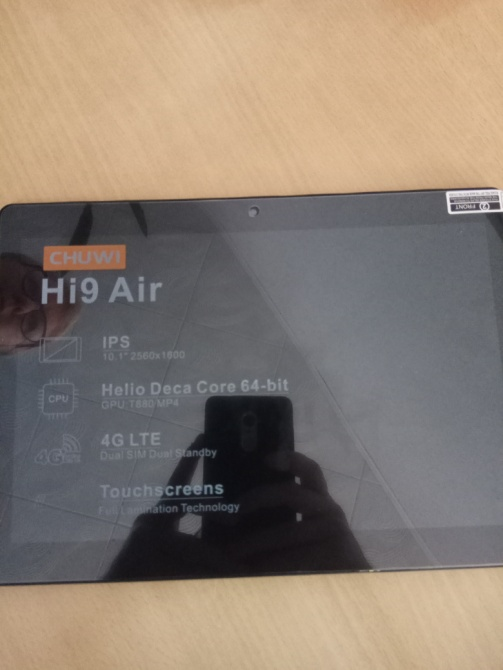 CHUWI
Hi9 Air
IPS
10.1" 2560x1600
CPU
Helio Deca Core 64-bit
GPU:T880 MP4
4G
4G LTE
Dual SIM Dual Standby
Touchscreens
Full Lamination Technology
FRONT